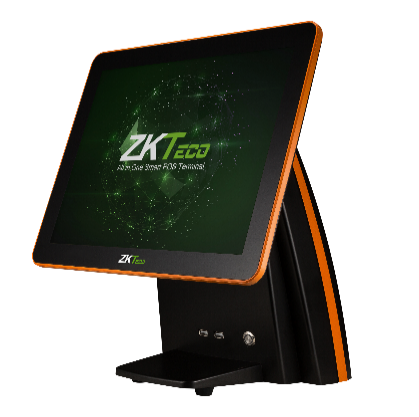 ZKTECO
All in One Smart POS Terminal
ZKTECO